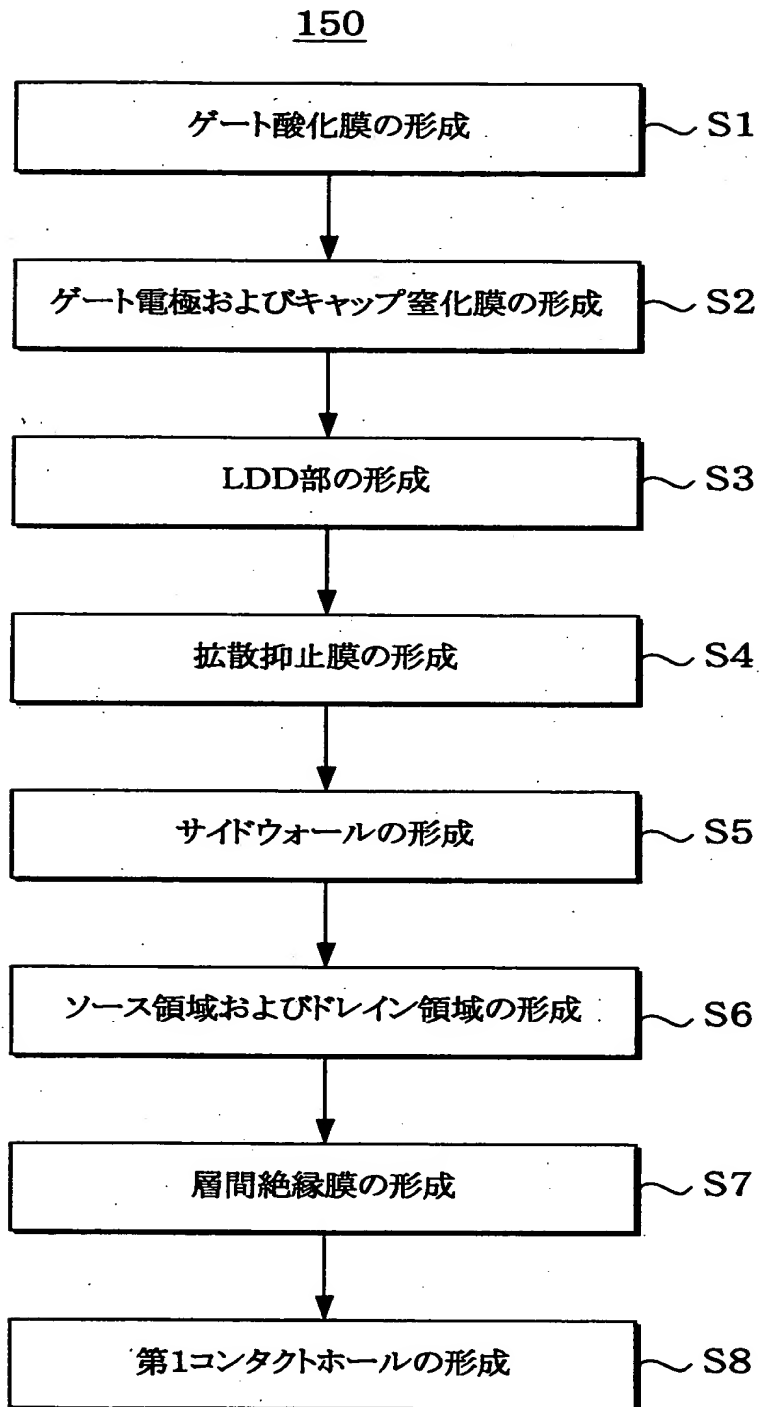 150
ゲート酸化膜の形成 S1
ゲート電極およびキャップ窒化膜の形成 S2
LDD部の形成 S3
拡散抑止膜の形成 S4
サイドウォールの形成 S5
ソース領域およびドレイン領域の形成 S6
層間絶縁膜の形成 S7
第1コンタクトホールの形成 S8